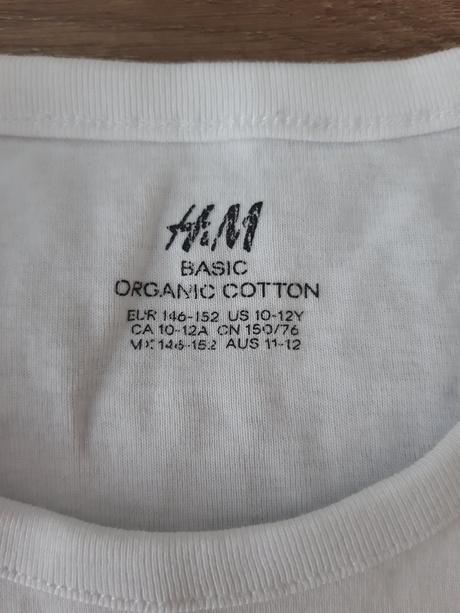 H&M
BASIC
ORGANIC COTTON
EUR 146-152 US 10-12Y
CA 10-12A CN 150/76
MX 146-152 AUS 11-12